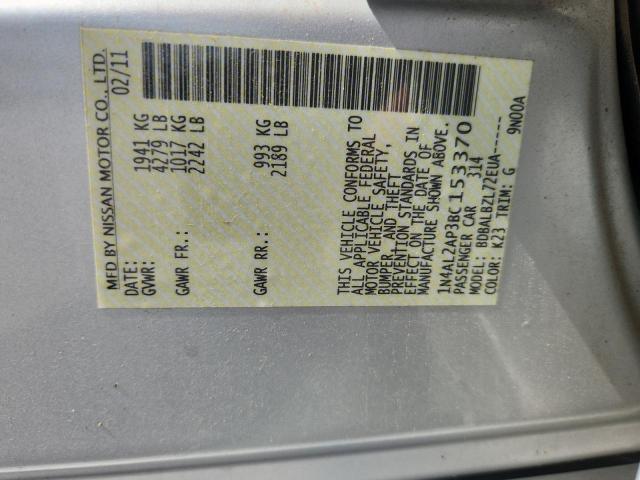 MFD BY NISSAN MOTOR CO., LTD.
DATE: 02/11
GVWR: 1941 KG
4279 LB
GAWR FR: 1017 KG
2242 LB
GAWR RR: 993 KG
2189 LB
THIS VEHICLE CONFORMS TO
ALL APPLICABLE FEDERAL
MOTOR VEHICLE SAFETY,
BUMPER, AND THEFT
PREVENTION STANDARDS IN
EFFECT ON THE DATE OF
MANUFACTURE SHOWN ABOVE.
1N4AL2AP3BC153370
PASSENGER CAR 314
MODEL: BDBALBZL72EUA------
COLOR: K23 TRIM: G 9N00A